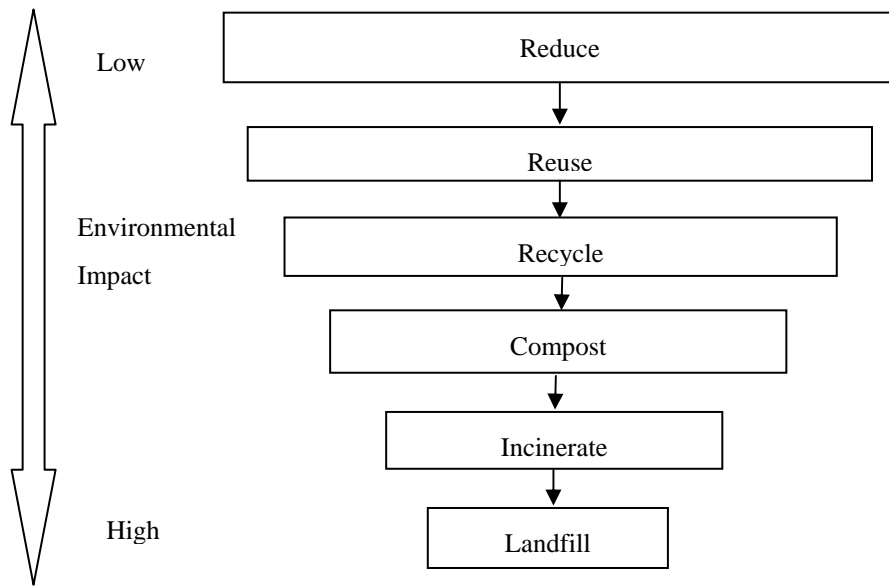 Low
Reduce
Reuse
Environmental
Impact
Recycle
Compost
Incinerate
High
Landfill